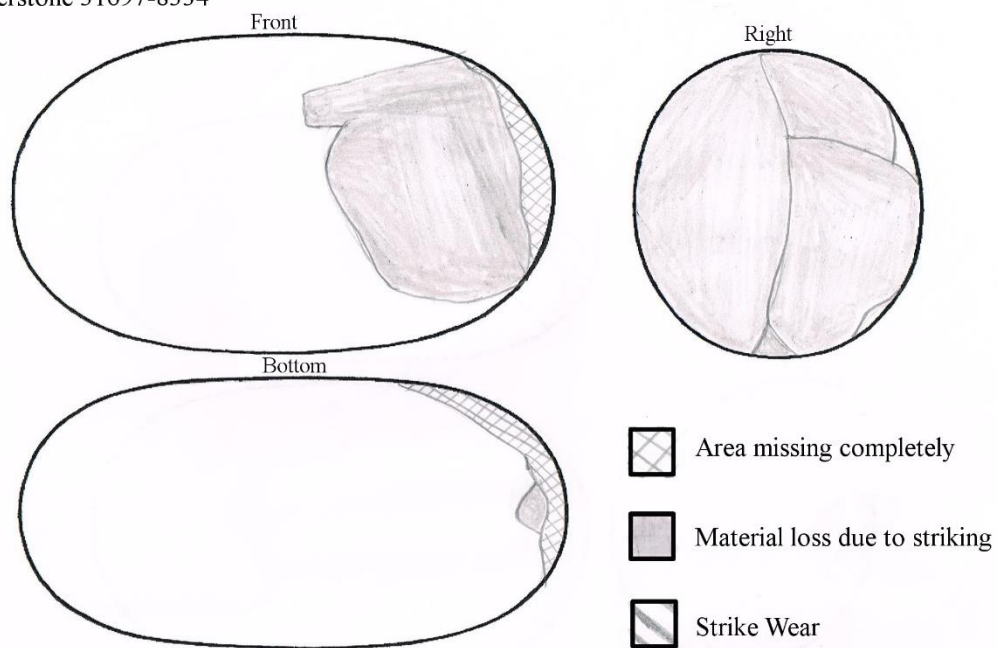 Front
Right
Bottom
Area missing completely
Material loss due to striking
Strike Wear